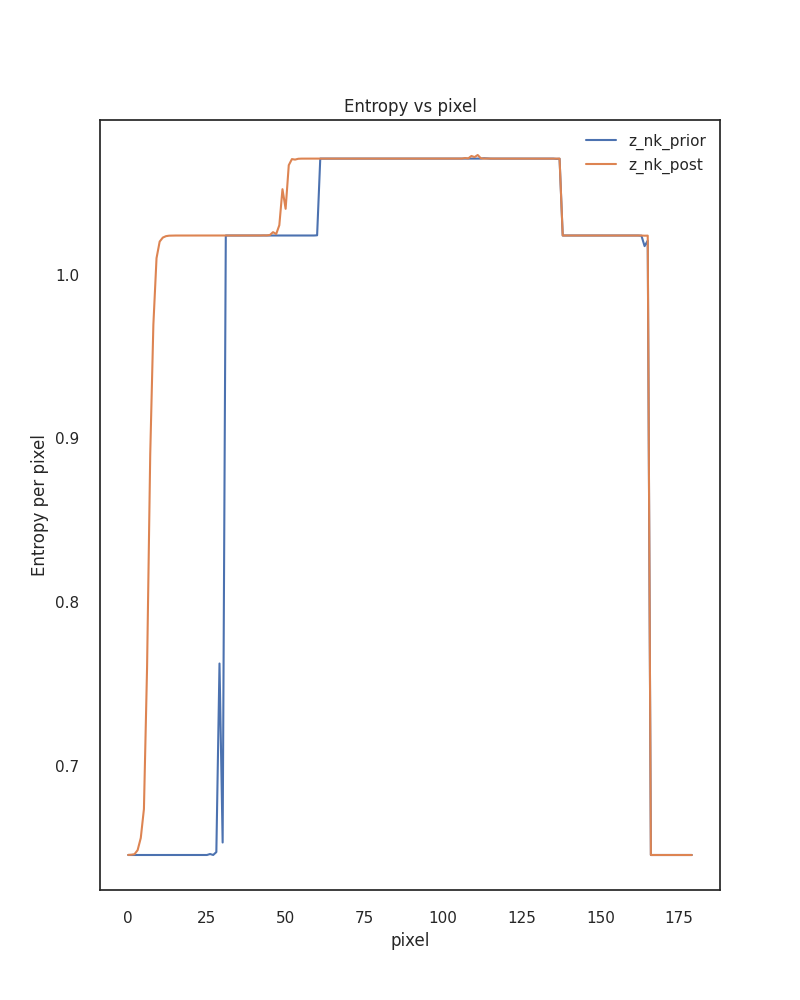 Entropy vs pixel
z_nk_prior
z_nk_post
1.0
0.9
0.8
0.7
Entropy per pixel
0 25 50 75 100 125 150 175
pixel